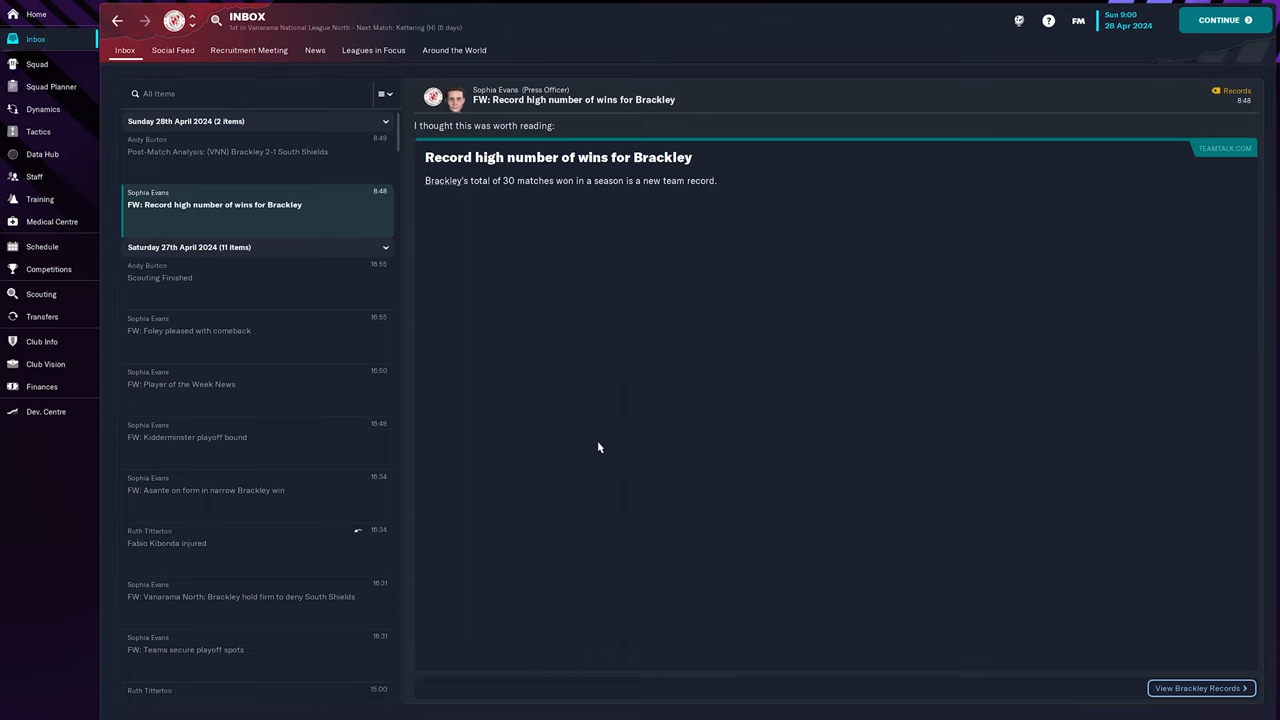 Home
Inbox
Squad
Squad Planner
Dynamics
Tactics
Data Hub
Staff
Training
Medical Centre
Schedule
Competitions
Scouting
Transfers
Club Info
Club Vision
Finances
Dev. Centre
INBOX
1st in Vanarama National League North - Next Match: Kettering (H) (6 days)
FM
Sun 9:00
28 Apr 2024
CONTINUE
Inbox
Social Feed
Recruitment Meeting
News
Leagues in Focus
Around the World
All Items
Sunday 28th April 2024 (2 items)
Andy Burton 8:49
Post-Match Analysis: (VNN) Brackley 2-1 South Shields
Sophia Evans 8:48
FW: Record high number of wins for Brackley
Saturday 27th April 2024 (11 items)
Andy Burton 16:55
Scouting Finished
Sophia Evans 16:55
FW: Foley pleased with comeback
Sophia Evans 16:50
FW: Player of the Week News
Sophia Evans 16:49
FW: Kidderminster playoff bound
Sophia Evans 16:34
FW: Asante on form in narrow Brackley win
Ruth Titterton 16:34
Fabio Kibonda injured
Sophia Evans 16:31
FW: Vanarama North: Brackley hold firm to deny South Shields
Sophia Evans 16:31
FW: Teams secure playoff spots
Ruth Titterton 15:00
Sophia Evans (Press Officer)
FW: Record high number of wins for Brackley
Records
8:48
I thought this was worth reading:
TEAMTALK.COM
Record high number of wins for Brackley
Brackley's total of 30 matches won in a season is a new team record.
View Brackley Records